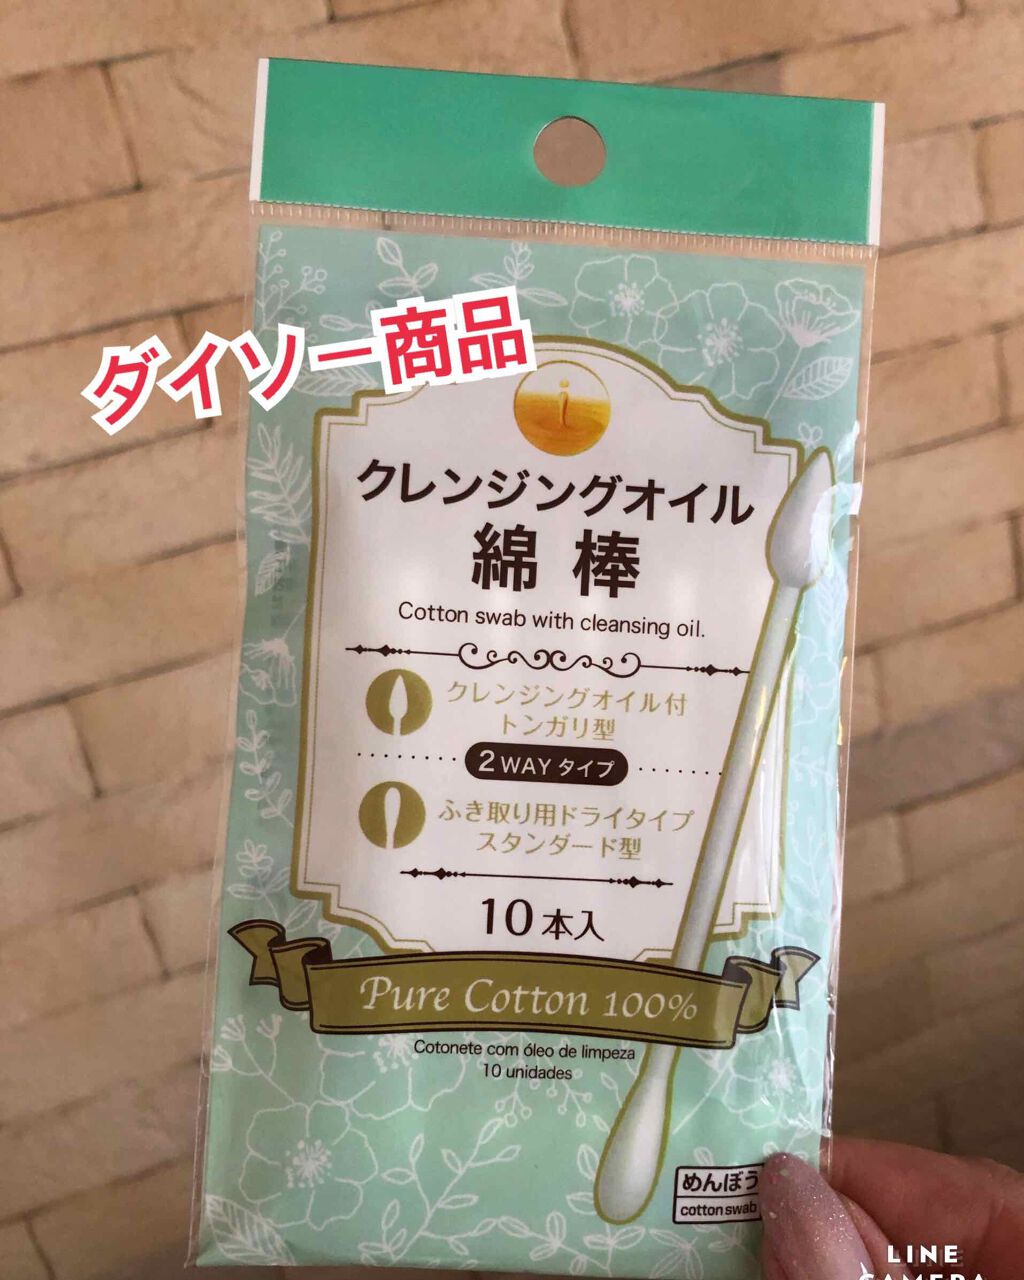 ダイソー商品
i
クレンジングオイル
綿棒
Cotton swab with cleansing oil.
クレンジングオイル付
トンガリ型
2WAYタイプ
ふき取り用ドライタイプ
スタンダード型
10本入
Pure Cotton 100%
Cotonete com óleo de limpeza
10 unidades
めんぼう
cotton swab
LINE
CAMERA